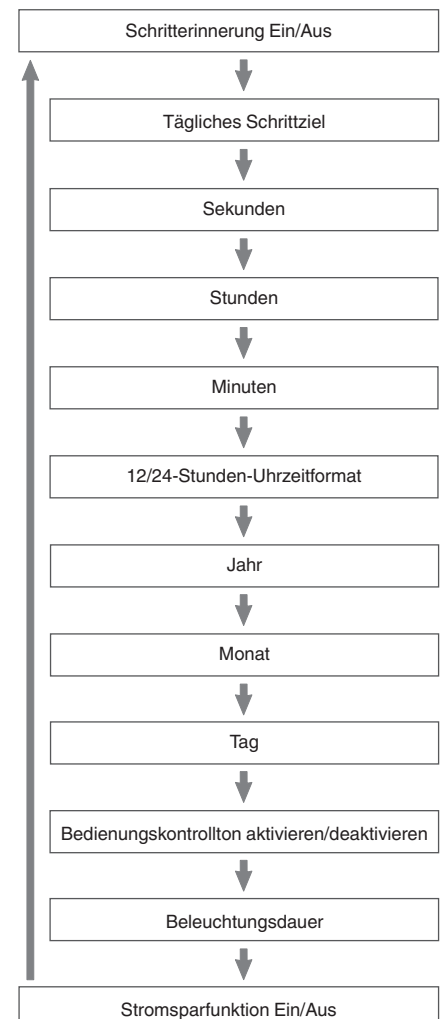 Schritterinnerung Ein/Aus
Tägliches Schrittziel
Sekunden
Stunden
Minuten
12/24-Stunden-Uhrzeitformat
Jahr
Monat
Tag
Bedienungskontrollton aktivieren/deaktivieren
Beleuchtungsdauer
Stromsparfunktion Ein/Aus